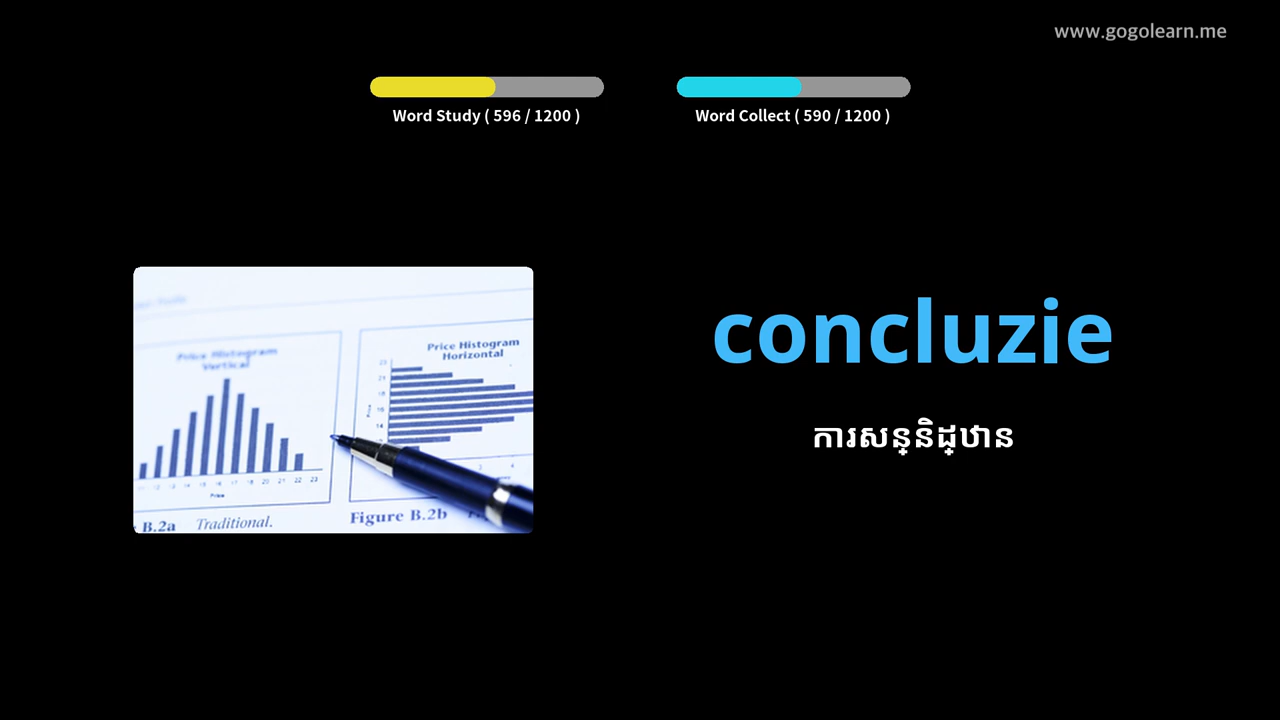 www.gogolearn.me
Word Study ( 596 / 1200 )
Word Collect ( 590 / 1200 )
concluzie
ការសន្និដ្ឋាន
Price Histogram
Vertical
Price Histogram
Horizontal
B.2a Traditional.
Figure B.2b